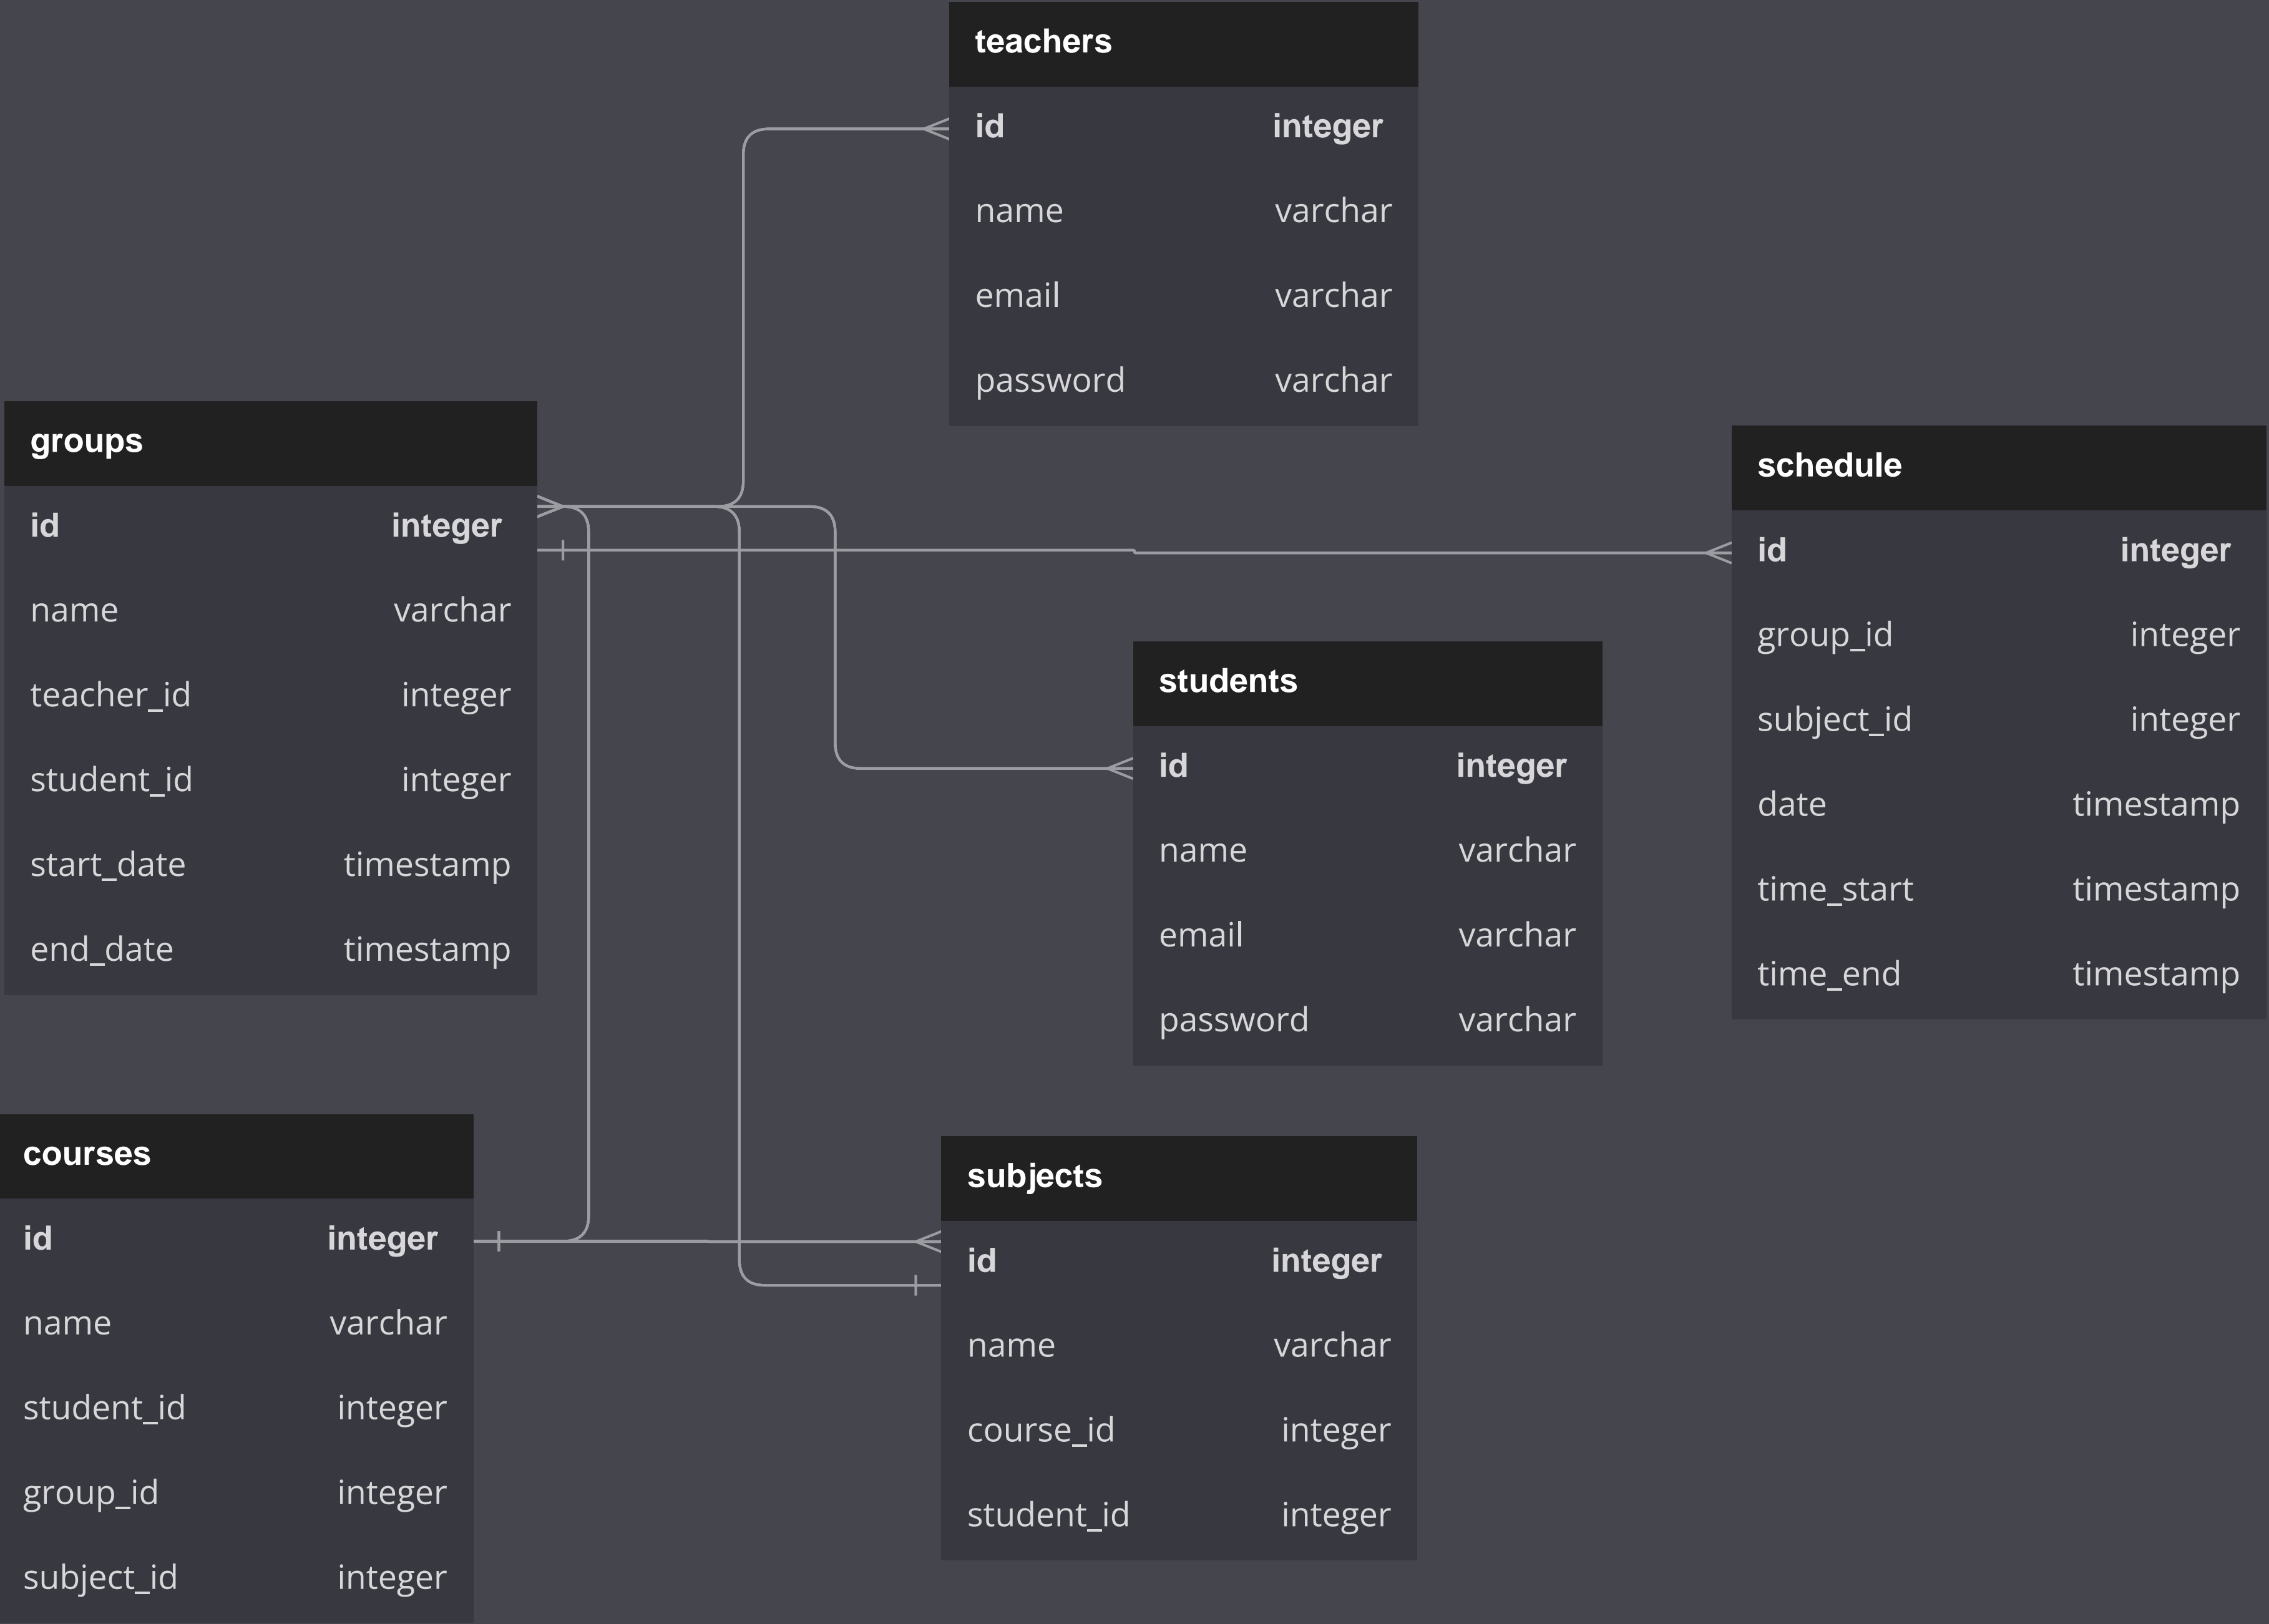 teachers
id integer
name varchar
email varchar
password varchar
groups
id integer
name varchar
teacher_id integer
student_id integer
start_date timestamp
end_date timestamp
schedule
id integer
group_id integer
subject_id integer
date timestamp
time_start timestamp
time_end timestamp
students
id integer
name varchar
email varchar
password varchar
courses
id integer
name varchar
student_id integer
group_id integer
subject_id integer
subjects
id integer
name varchar
course_id integer
student_id integer